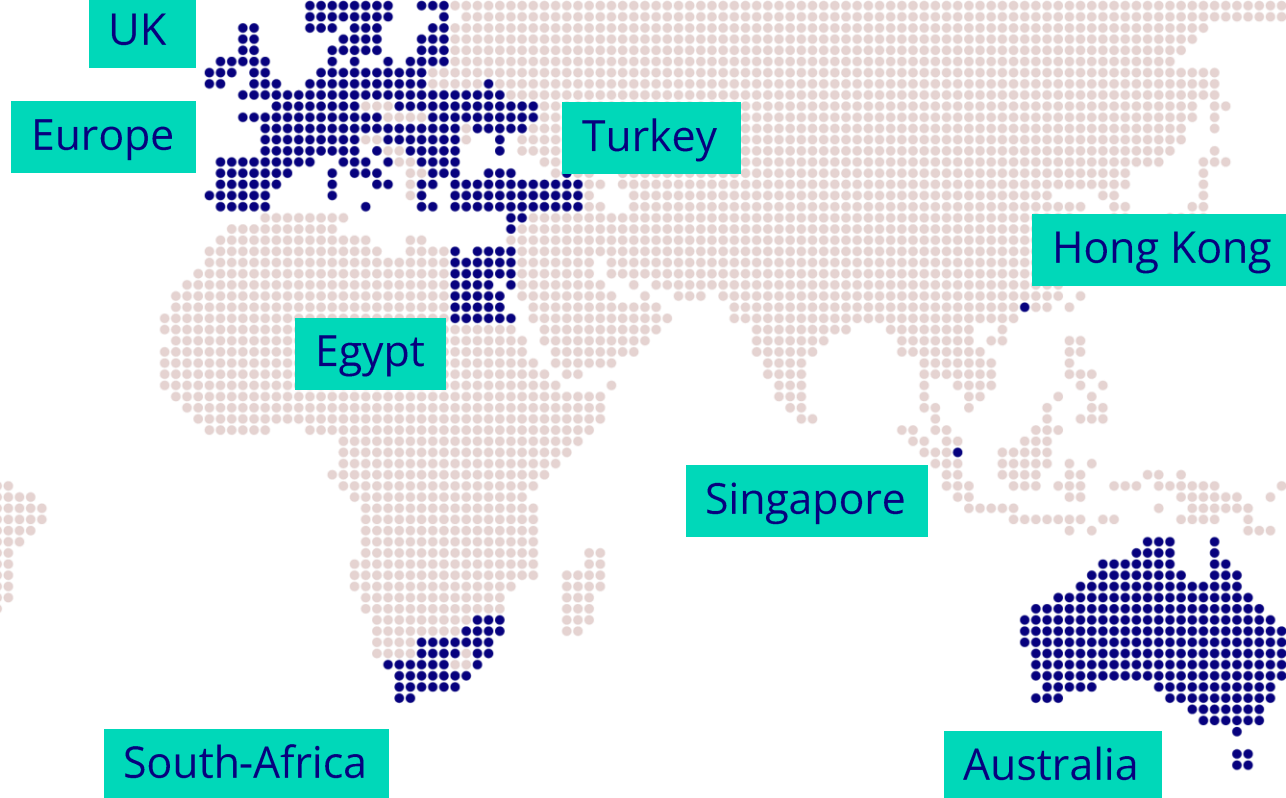 UK
Europe
Turkey
Hong Kong
Egypt
Singapore
South-Africa
Australia